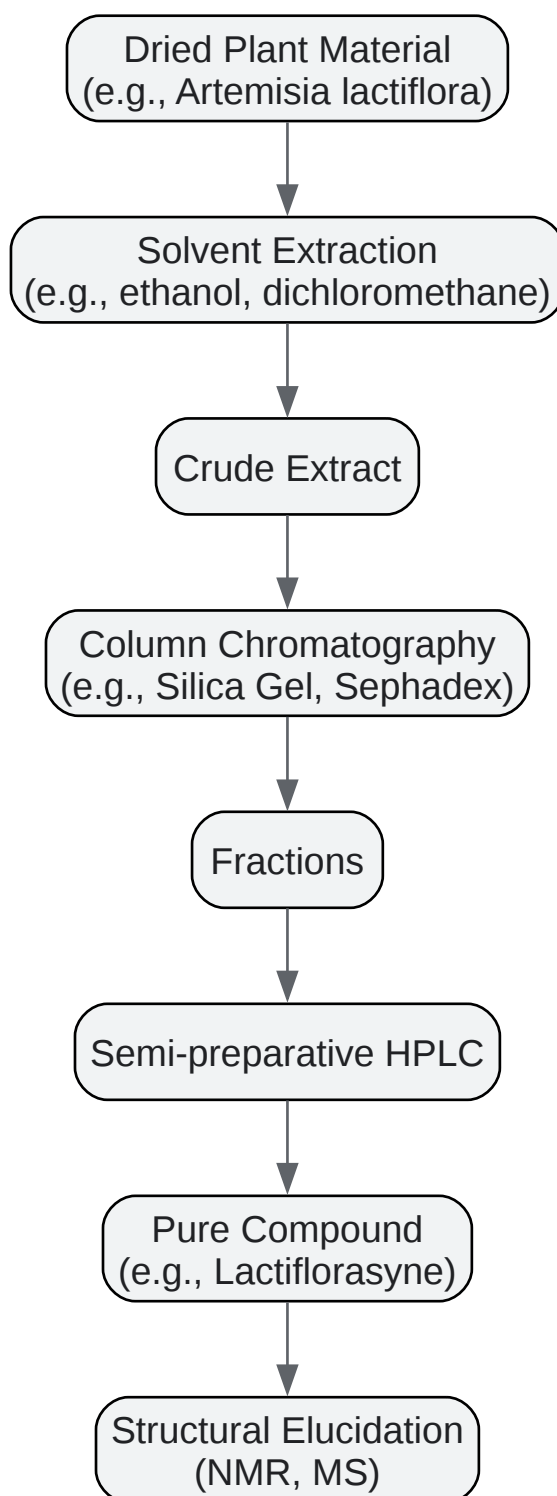 Dried Plant Material
(e.g., Artemisia lactiflora)
Solvent Extraction
(e.g., ethanol, dichloromethane)
Crude Extract
Column Chromatography
(e.g., Silica Gel, Sephadex)
Fractions
Semi-preparative HPLC
Pure Compound
(e.g., Lactiflorasyne)
Structural Elucidation
(NMR, MS)